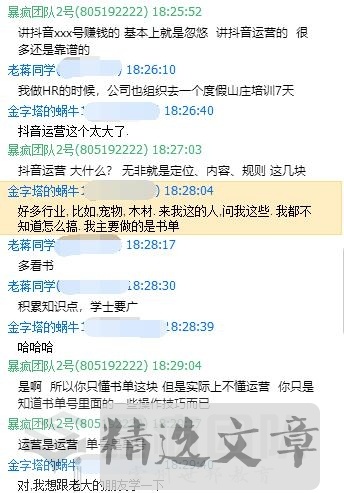 暴疯团队2号(805192222) 18:25:52
讲抖音xxx号赚钱的 基本上就是忽悠 讲抖音运营的 很
多还是靠谱的
老蒋同学 18:26:10
我做HR的时候，公司也组织去一个度假山庄培训7天
金字塔的蜗牛1 18:26:40
抖音运营这个太大了.
暴疯团队2号(805192222) 18:27:03
抖音运营 大什么？ 无非就是定位、内容、规则 这几块
金字塔的蜗牛1 18:28:04
好多行业, 比如,宠物, 木材. 来我这的人,问我这些. 我都不
知道怎么搞. 我主要做的是书单
老蒋同学 18:28:17
多看书
老蒋同学 18:28:30
积累知识点，学士要广
金字塔的蜗牛1 18:28:39
哈哈哈
暴疯团队2号(805192222) 18:29:04
是啊 所以你只懂书单这块 但是实际上不懂运营 你只是
知道书单号里面的一些操作技巧而已
暴疯团队2号(805192222)
运营是运营 单
金字塔的蜗牛1
对,我想跟老大的朋友学一下
精选文章